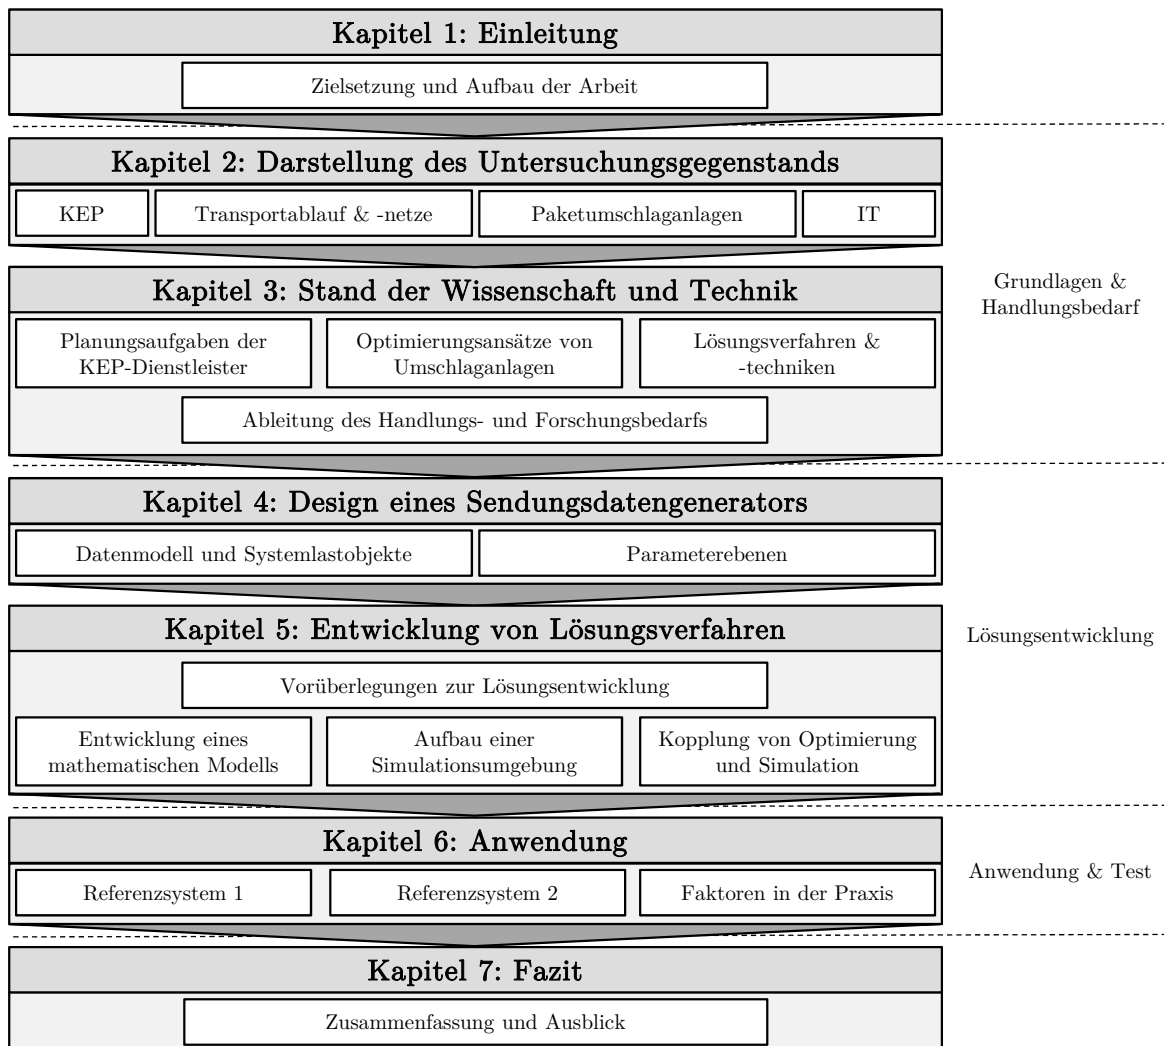 Kapitel 1: Einleitung
Zielsetzung und Aufbau der Arbeit
Kapitel 2: Darstellung des Untersuchungsgegenstands
KEP
Transportablauf & -netze
Paketumschlaganlagen
IT
Grundlagen &
Handlungsbedarf
Kapitel 3: Stand der Wissenschaft und Technik
Planungsaufgaben der
KEP-Dienstleister
Optimierungsansätze von
Umschlaganlagen
Lösungsverfahren &
-techniken
Ableitung des Handlungs- und Forschungsbedarfs
Kapitel 4: Design eines Sendungsdatengenerators
Datenmodell und Systemlastobjekte
Parameterebenen
Kapitel 5: Entwicklung von Lösungsverfahren
Lösungsentwicklung
Vorüberlegungen zur Lösungsentwicklung
Entwicklung eines
mathematischen Modells
Aufbau einer
Simulationsumgebung
Kopplung von Optimierung
und Simulation
Kapitel 6: Anwendung
Referenzsystem 1
Referenzsystem 2
Faktoren in der Praxis
Anwendung & Test
Kapitel 7: Fazit
Zusammenfassung und Ausblick